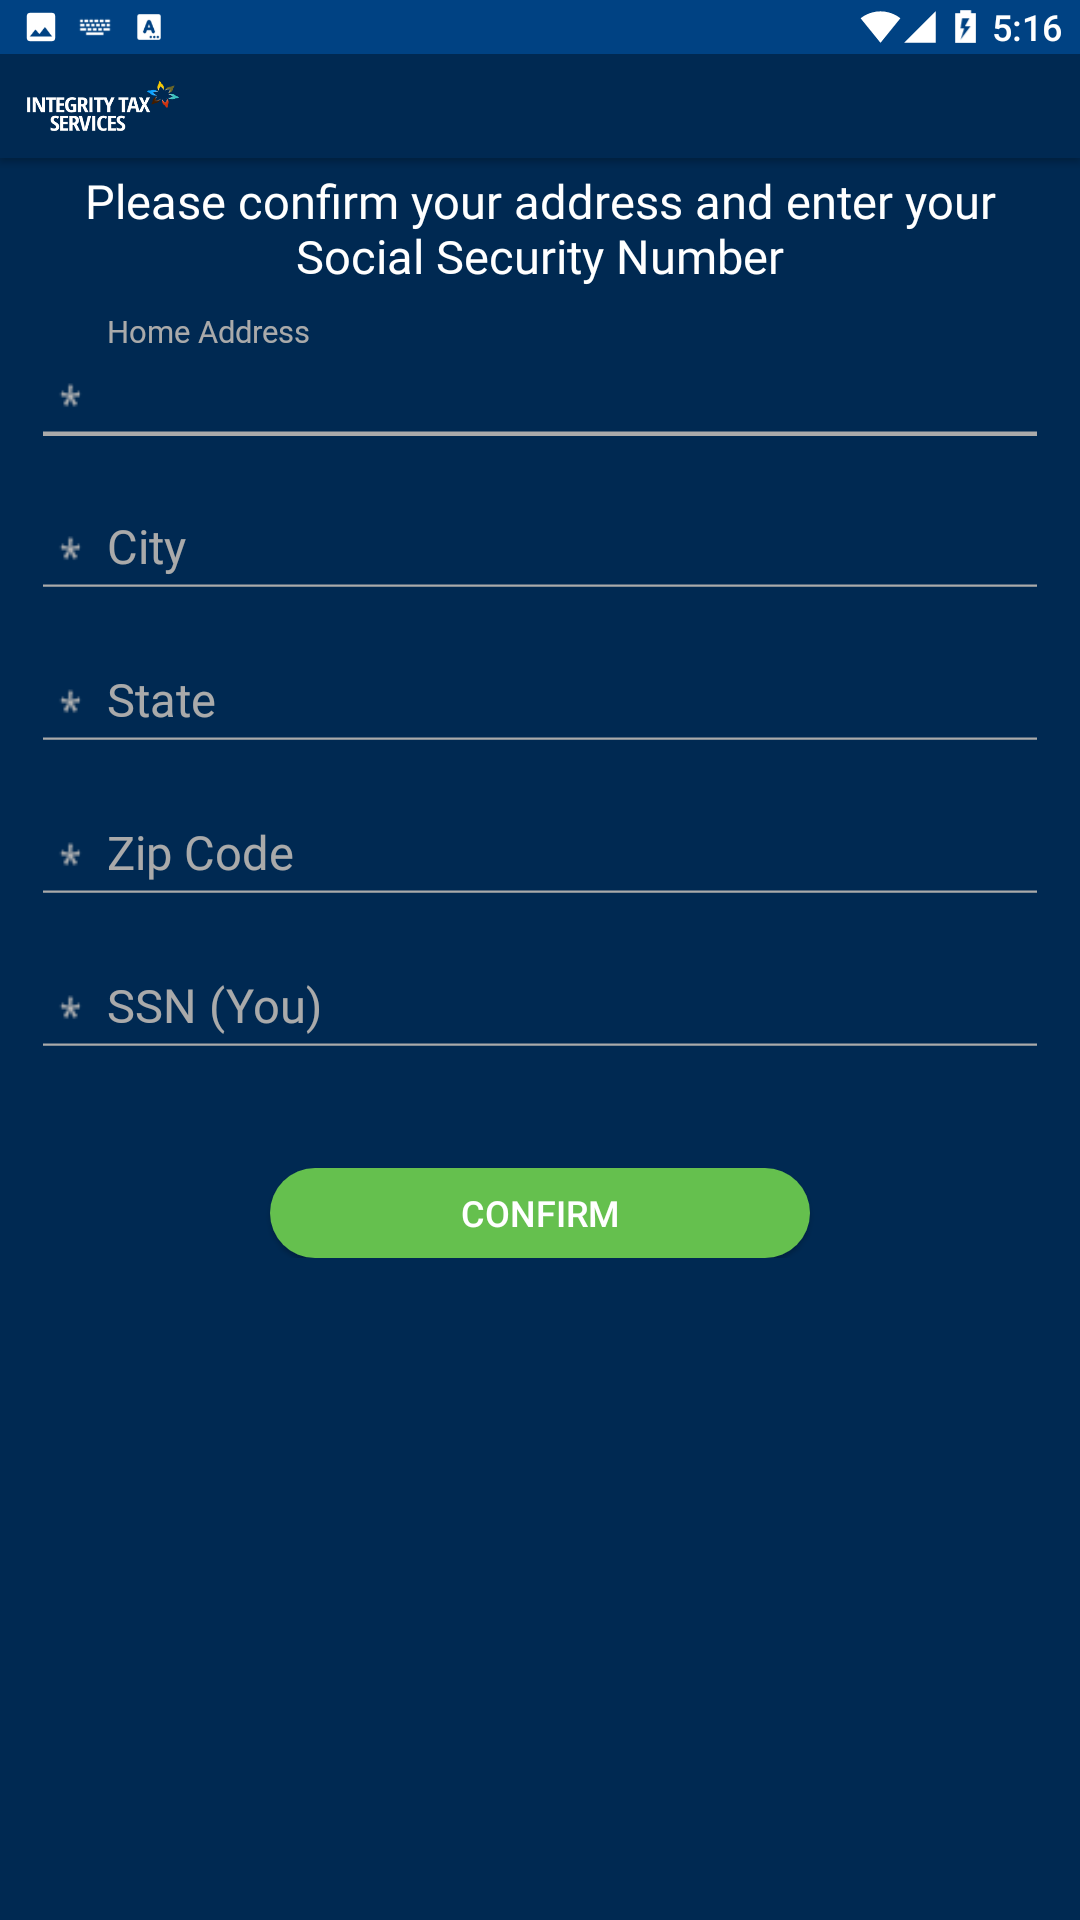 5:16
INTEGRITY TAX
SERVICES
Please confirm your address and enter your
Social Security Number
Home Address
*
* City
* State
* Zip Code
* SSN (You)
CONFIRM